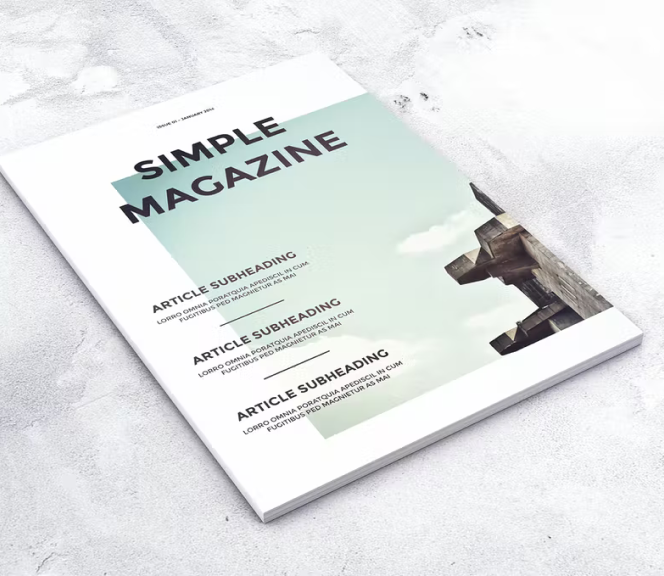 ISSUE 01 - JANUARY 2014
SIMPLE
MAGAZINE
ARTICLE SUBHEADING
LORRO OMNIA PORATQUIA APEDISCIL IN CUM
FUGITIBUS PED MAGNIETUR AS MAI
ARTICLE SUBHEADING
LORRO OMNIA PORATQUIA APEDISCIL IN CUM
FUGITIBUS PED MAGNIETUR AS MAI
ARTICLE SUBHEADING
LORRO OMNIA PORATQUIA APEDISCIL IN CUM
FUGITIBUS PED MAGNIETUR AS MAI